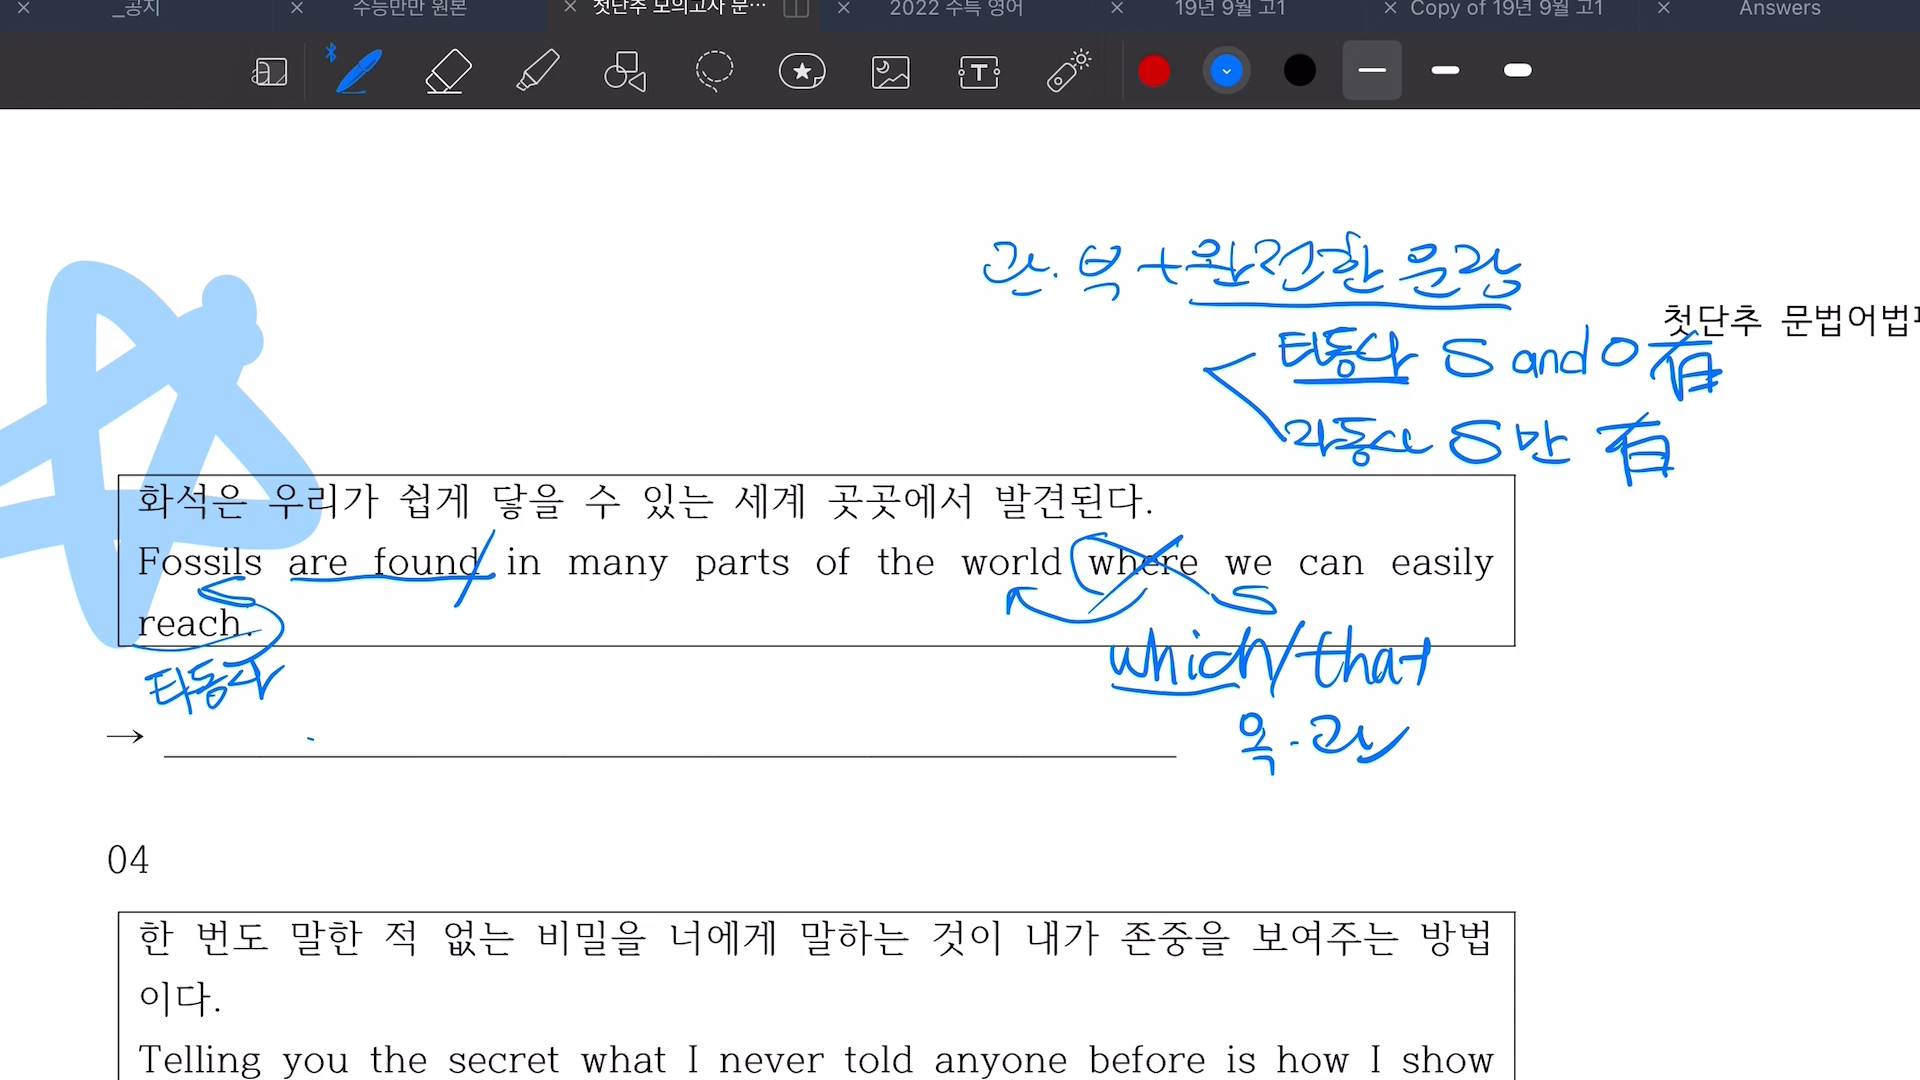 _공지 수능만만 원본 첫단추 모의고사 문… 2022 수특 영어 19년 9월 고1 Copy of 19년 9월 고1 Answers
관.부 + 완전한 문장
첫단추 문법어법
타동사 S and O 有
자동사 S만 有
화석은 우리가 쉽게 닿을 수 있는 세계 곳곳에서 발견된다.
Fossils are found in many parts of the world where we can easily
S S
reach.
which/that
타동사
목.관
→
04
한 번도 말한 적 없는 비밀을 너에게 말하는 것이 내가 존중을 보여주는 방법
이다.
Telling you the secret what I never told anyone before is how I show